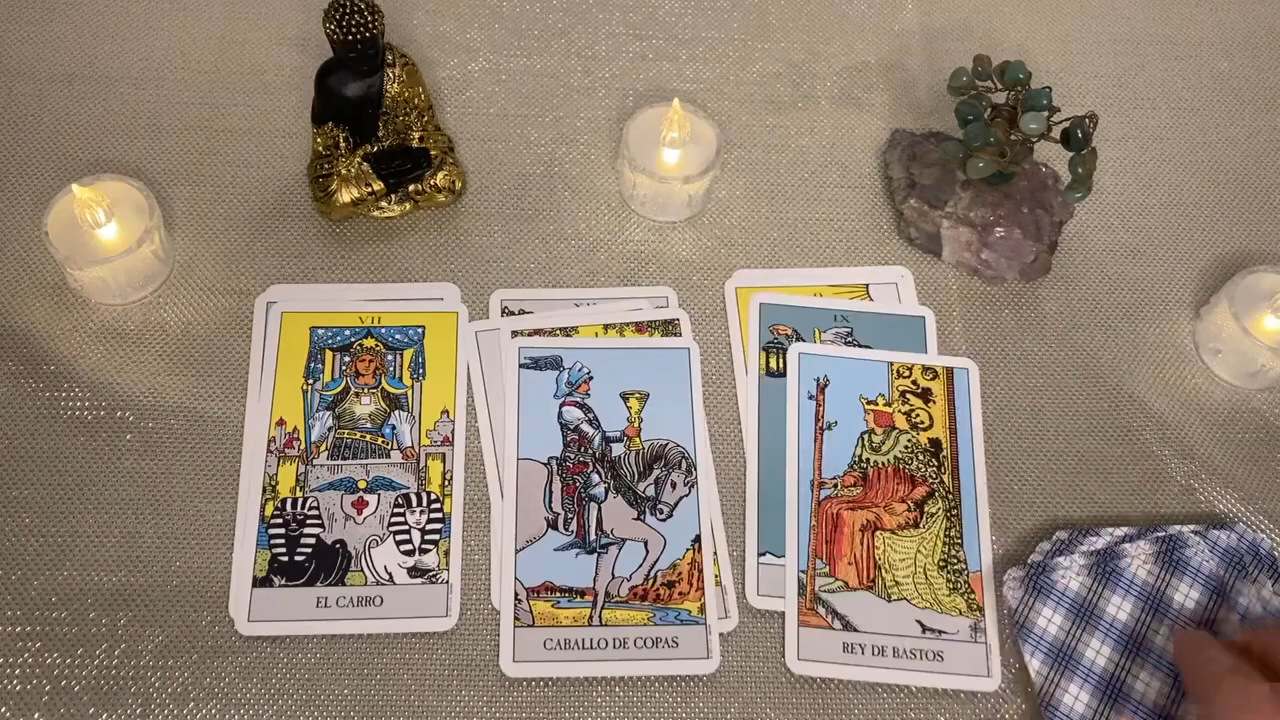 VII
EL CARRO
CABALLO DE COPAS
IX
REY DE BASTOS